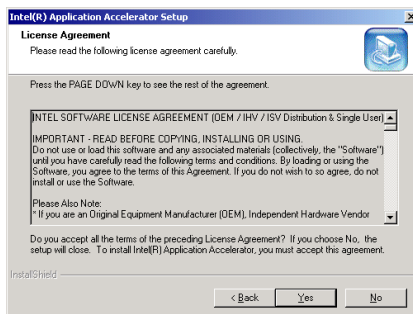 Intel(R) Application Accelerator Setup
License Agreement
Please read the following license agreement carefully.
Press the PAGE DOWN key to see the rest of the agreement.
INTEL SOFTWARE LICENSE AGREEMENT (OEM / IHV / ISV Distribution & Single User)
IMPORTANT - READ BEFORE COPYING, INSTALLING OR USING.
Do not use or load this software and any associated materials (collectively, the "Software")
until you have carefully read the following terms and conditions. By loading or using the
Software, you agree to the terms of this Agreement. If you do not wish to so agree, do not
install or use the Software.
Please Also Note:
* If you are an Original Equipment Manufacturer (OEM), Independent Hardware Vendor
Do you accept all the terms of the preceding License Agreement? If you choose No, the
setup will close. To install Intel(R) Application Accelerator, you must accept this agreement.
InstallShield
< Back
Yes
No